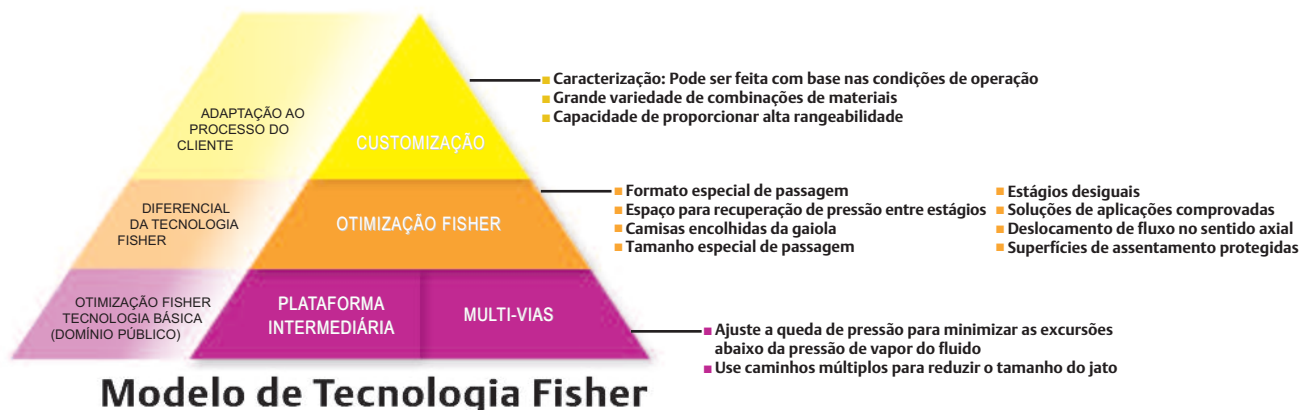 ADAPTAÇÃO AO
PROCESSO DO
CLIENTE
CUSTOMIZAÇÃO
Caracterização: Pode ser feita com base nas condições de operação
Grande variedade de combinações de materiais
Capacidade de proporcionar alta rangeabilidade
DIFERENCIAL
DA TECNOLOGIA
FISHER
OTIMIZAÇÃO FISHER
Formato especial de passagem
Espaço para recuperação de pressão entre estágios
Camisas encolhidas da gaiola
Tamanho especial de passagem
Estágios desiguais
Soluções de aplicações comprovadas
Deslocamento de fluxo no sentido axial
Superfícies de assentamento protegidas
OTIMIZAÇÃO FISHER
TECNOLOGIA BÁSICA
(DOMÍNIO PÚBLICO)
PLATAFORMA
INTERMEDIÁRIA
MULTI-VIAS
Ajuste a queda de pressão para minimizar as excursões
abaixo da pressão de vapor do fluido
Use caminhos múltiplos para reduzir o tamanho do jato
Modelo de Tecnologia Fisher